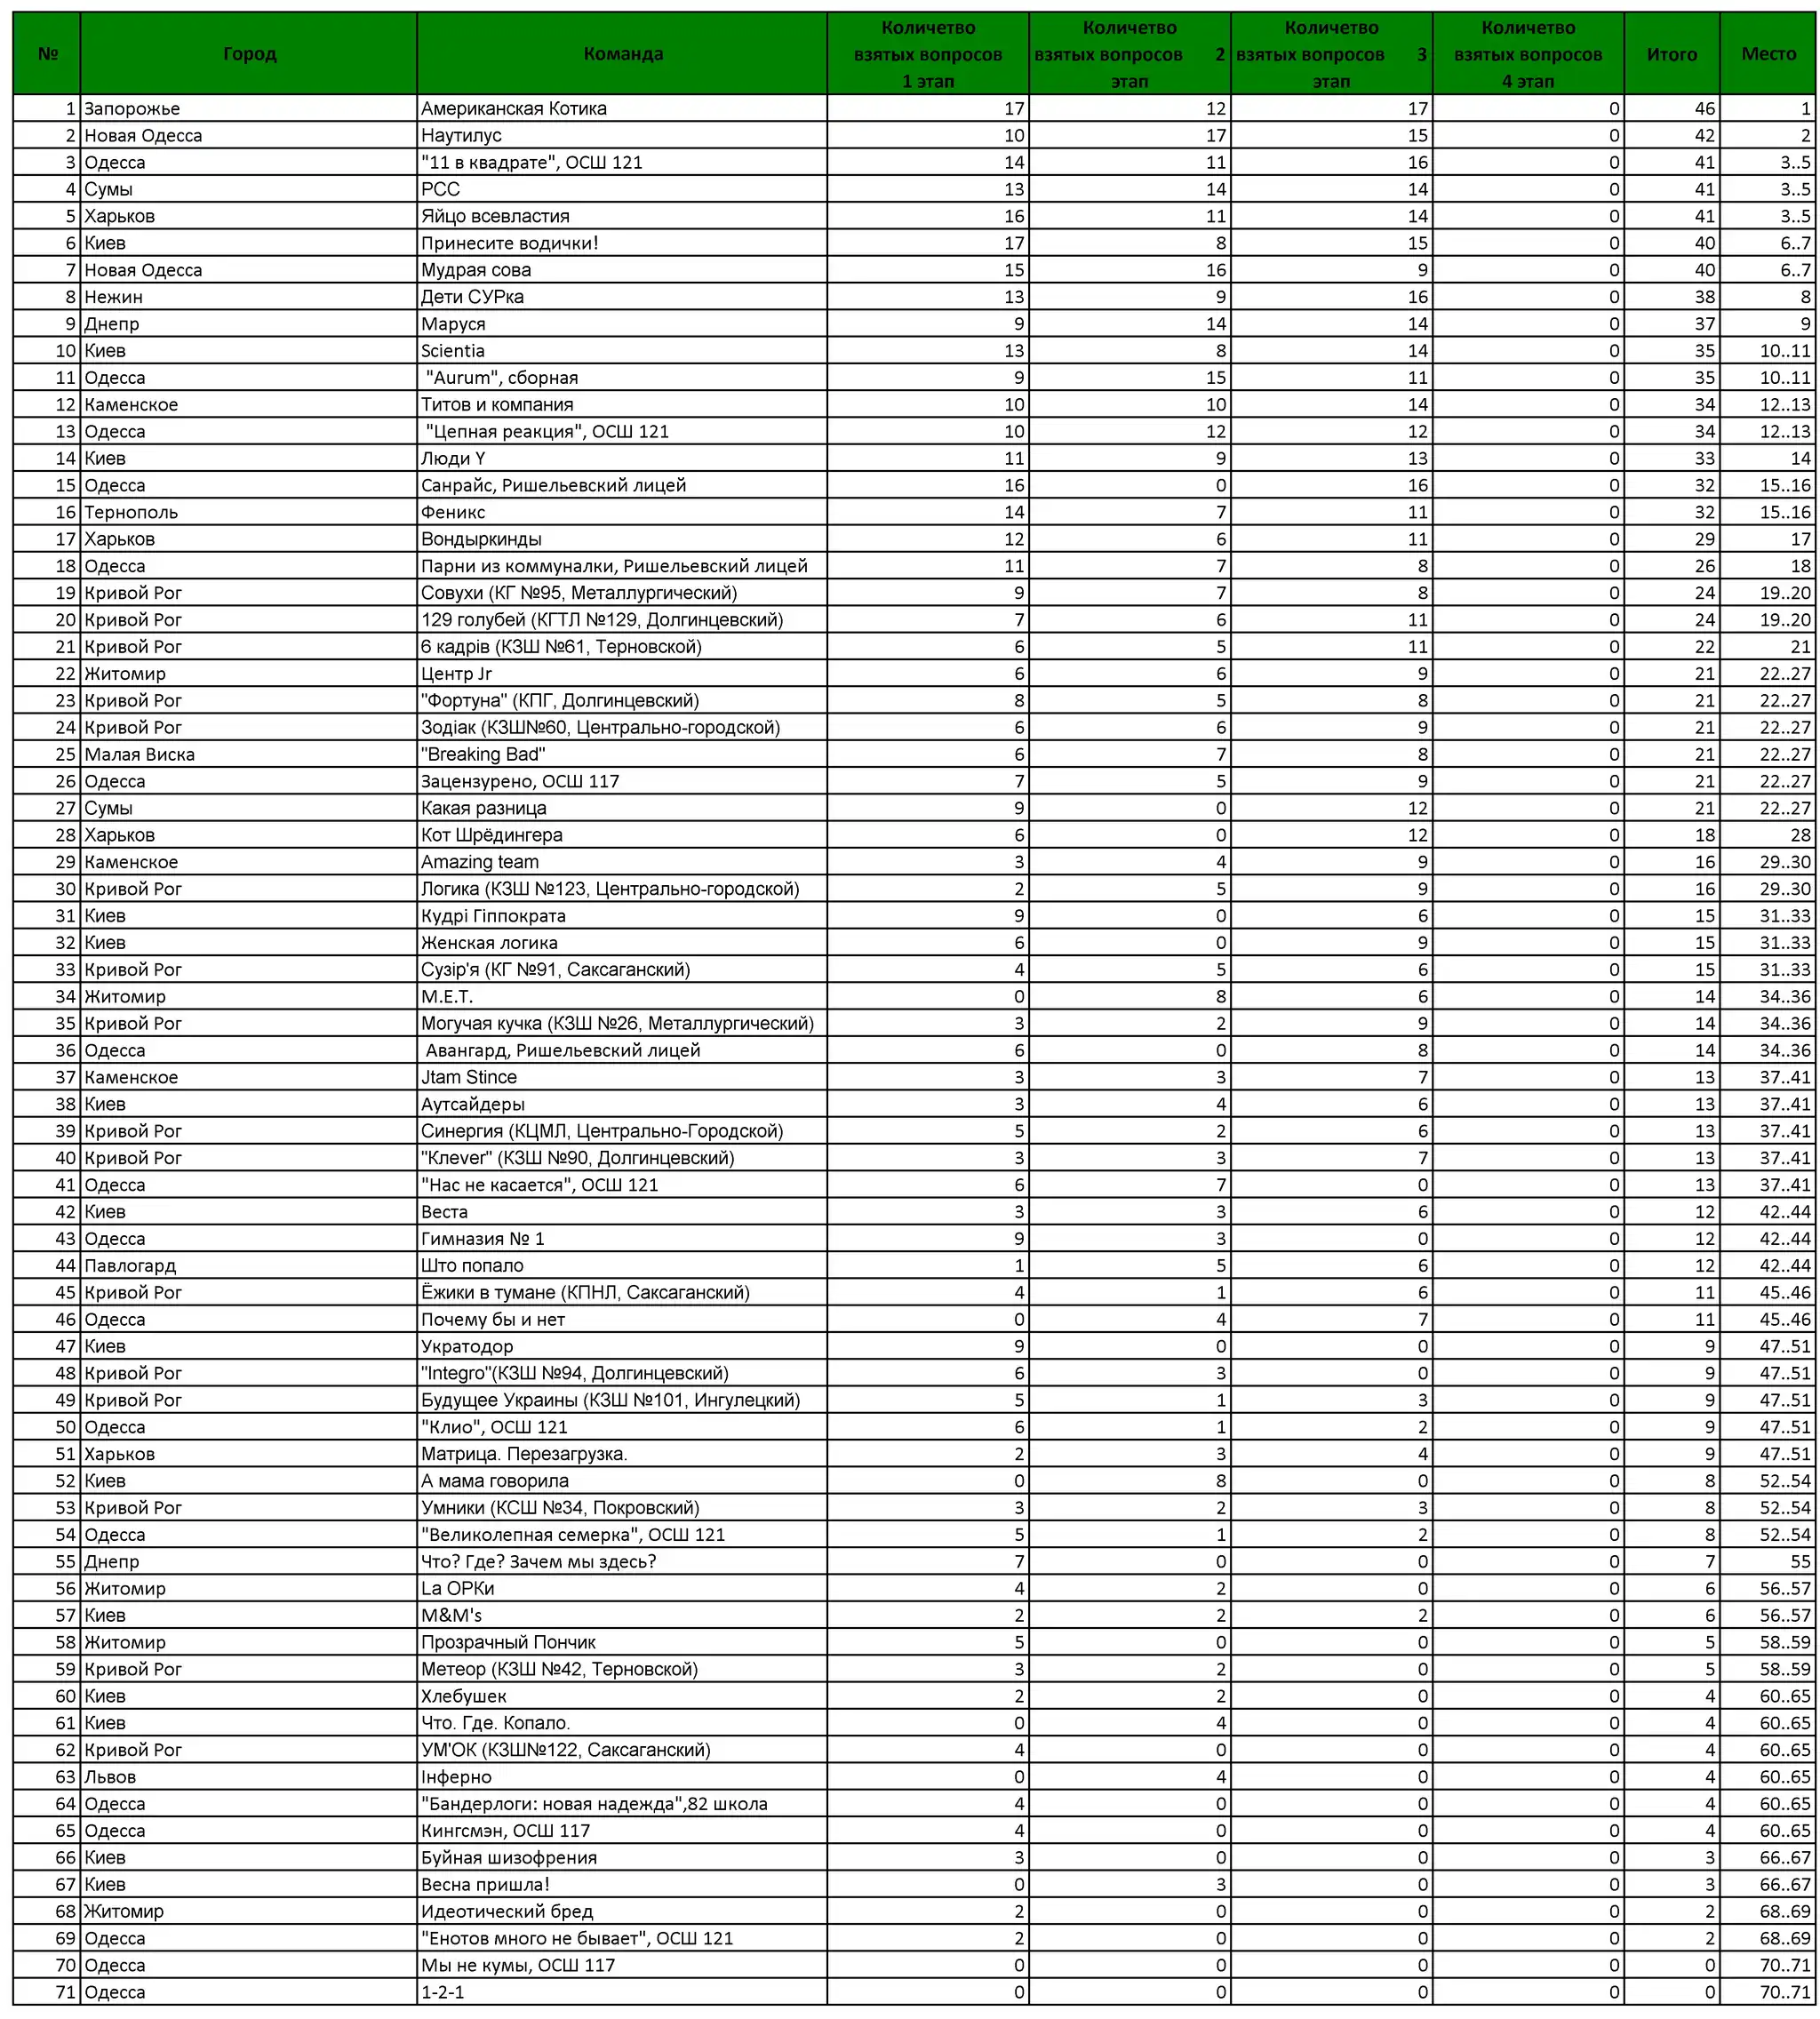 № Город Команда Количетво взятых вопросов 1 этап Количетво взятых вопросов 2 этап Количетво взятых вопросов 3 этап Количетво взятых вопросов 4 этап Итого Место
1 Запорожье Американская Котика 17 12 17 0 46 1
2 Новая Одесса Наутилус 10 17 15 0 42 2
3 Одесса "11 в квадрате", ОСШ 121 14 11 16 0 41 3..5
4 Сумы РСС 13 14 14 0 41 3..5
5 Харьков Яйцо всевластия 16 11 14 0 41 3..5
6 Киев Принесите водички! 17 8 15 0 40 6..7
7 Новая Одесса Мудрая сова 15 16 9 0 40 6..7
8 Нежин Дети СУРка 13 9 16 0 38 8
9 Днепр Маруся 9 14 14 0 37 9
10 Киев Scientia 13 8 14 0 35 10..11
11 Одесса "Aurum", сборная 9 15 11 0 35 10..11
12 Каменское Титов и компания 10 10 14 0 34 12..13
13 Одесса "Цепная реакция", ОСШ 121 10 12 12 0 34 12..13
14 Киев Люди Y 11 9 13 0 33 14
15 Одесса Санрайс, Ришельевский лицей 16 0 16 0 32 15..16
16 Тернополь Феникс 14 7 11 0 32 15..16
17 Харьков Вондыркинды 12 6 11 0 29 17
18 Одесса Парни из коммуналки, Ришельевский лицей 11 7 8 0 26 18
19 Кривой Рог Совухи (КГ №95, Металлургический) 9 7 8 0 24 19..20
20 Кривой Рог 129 голубей (КГТЛ №129, Долгинцевский) 7 6 11 0 24 19..20
21 Кривой Рог 6 кадрів (КЗШ №61, Терновской) 6 5 11 0 22 21
22 Житомир Центр Jr 6 6 9 0 21 22..27
23 Кривой Рог "Фортуна" (КПГ, Долгинцевский) 8 5 8 0 21 22..27
24 Кривой Рог Зодіак (КЗШ№60, Центрально-городской) 6 6 9 0 21 22..27
25 Малая Виска "Breaking Bad" 6 7 8 0 21 22..27
26 Одесса Зацензурено, ОСШ 117 7 5 9 0 21 22..27
27 Сумы Какая разница 9 0 12 0 21 22..27
28 Харьков Кот Шрёдингера 6 0 12 0 18 28
29 Каменское Amazing team 3 4 9 0 16 29..30
30 Кривой Рог Логика (КЗШ №123, Центрально-городской) 2 5 9 0 16 29..30
31 Киев Кудрі Гіппократа 9 0 6 0 15 31..33
32 Киев Женская логика 6 0 9 0 15 31..33
33 Кривой Рог Сузір'я (КГ №91, Саксаганский) 4 5 6 0 15 31..33
34 Житомир М.Е.Т. 0 8 6 0 14 34..36
35 Кривой Рог Могучая кучка (КЗШ №26, Металлургический) 3 2 9 0 14 34..36
36 Одесса Авангард, Ришельевский лицей 6 0 8 0 14 34..36
37 Каменское Jtam Stince 3 3 7 0 13 37..41
38 Киев Аутсайдеры 3 4 6 0 13 37..41
39 Кривой Рог Синергия (КЦМЛ, Центрально-Городской) 5 2 6 0 13 37..41
40 Кривой Рог "Клever" (КЗШ №90, Долгинцевский) 3 3 7 0 13 37..41
41 Одесса "Нас не касается", ОСШ 121 6 7 0 0 13 37..41
42 Киев Веста 3 3 6 0 12 42..44
43 Одесса Гимназия № 1 9 3 0 0 12 42..44
44 Павлогард Што попало 1 5 6 0 12 42..44
45 Кривой Рог Ёжики в тумане (КПНЛ, Саксаганский) 4 1 6 0 11 45..46
46 Одесса Почему бы и нет 0 4 7 0 11 45..46
47 Киев Укратодор 9 0 0 0 9 47..51
48 Кривой Рог "Integro"(КЗШ №94, Долгинцевский) 6 3 0 0 9 47..51
49 Кривой Рог Будущее Украины (КЗШ №101, Ингулецкий) 5 1 3 0 9 47..51
50 Одесса "Клио", ОСШ 121 6 1 2 0 9 47..51
51 Харьков Матрица. Перезагрузка. 2 3 4 0 9 47..51
52 Киев А мама говорила 0 8 0 0 8 52..54
53 Кривой Рог Умники (КСШ №34, Покровский) 3 2 3 0 8 52..54
54 Одесса "Великолепная семерка", ОСШ 121 5 1 2 0 8 52..54
55 Днепр Что? Где? Зачем мы здесь? 7 0 0 0 7 55
56 Житомир La ОРКи 4 2 0 0 6 56..57
57 Киев M&M's 2 2 2 0 6 56..57
58 Житомир Прозрачный Пончик 5 0 0 0 5 58..59
59 Кривой Рог Метеор (КЗШ №42, Терновской) 3 2 0 0 5 58..59
60 Киев Хлебушек 2 2 0 0 4 60..65
61 Киев Что. Где. Копало. 0 4 0 0 4 60..65
62 Кривой Рог УМ'ОК (КЗШ№122, Саксаганский) 4 0 0 0 4 60..65
63 Львов Інферно 0 4 0 0 4 60..65
64 Одесса "Бандерлоги: новая надежда",82 школа 4 0 0 0 4 60..65
65 Одесса Кингсмэн, ОСШ 117 4 0 0 0 4 60..65
66 Киев Буйная шизофрения 3 0 0 0 3 66..67
67 Киев Весна пришла! 0 3 0 0 3 66..67
68 Житомир Идеотический бред 2 0 0 0 2 68..69
69 Одесса "Енотов много не бывает", ОСШ 121 2 0 0 0 2 68..69
70 Одесса Мы не кумы, ОСШ 117 0 0 0 0 0 70..71
71 Одесса 1-2-1 0 0 0 0 0 70..71